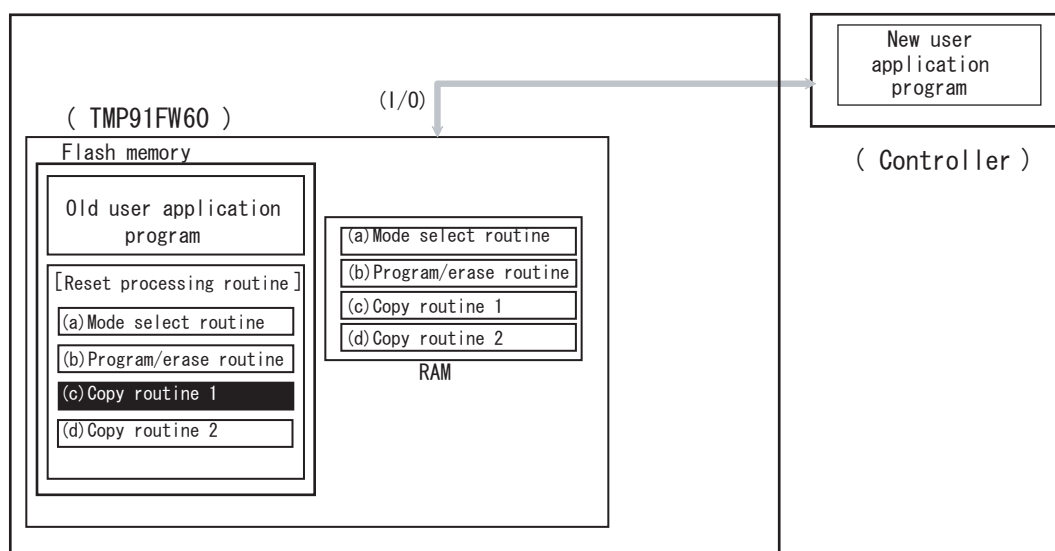 New user
application
program
( Controller )
(I/O)
( TMP91FW60 )
Flash memory
Old user application
program
[Reset processing routine]
(a)Mode select routine
(b)Program/erase routine
(c)Copy routine 1
(d)Copy routine 2
(a)Mode select routine
(b)Program/erase routine
(c)Copy routine 1
(d)Copy routine 2
RAM